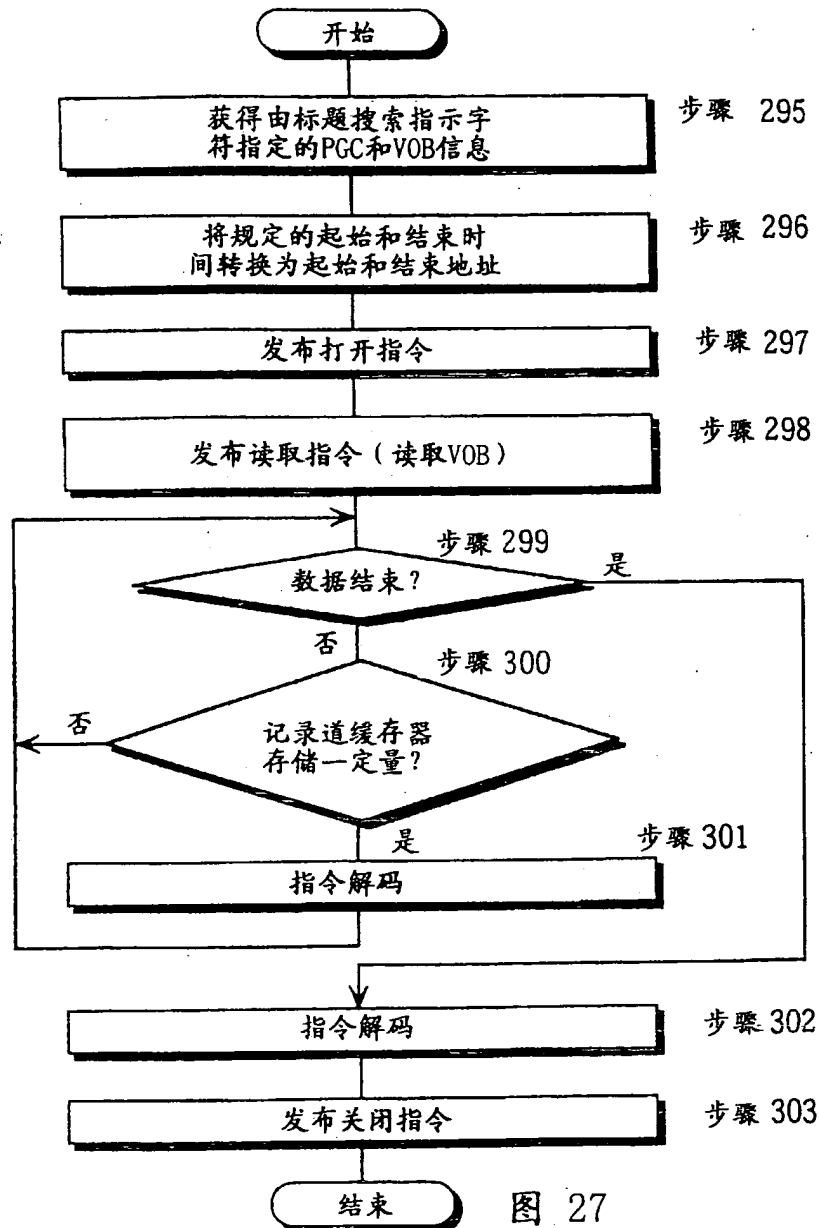 开始
步骤 295
获得由标题搜索指示字
符指定的PGC和VOB信息
步骤 296
将规定的起始和结束时
间转换为起始和结束地址
步骤 297
发布打开指令
步骤 298
发布读取指令(读取VOB)
步骤 299
数据结束?
是
否
步骤 300
否
记录道缓存器
存储一定量?
是
步骤 301
指令解码
指令解码
步骤 302
发布关闭指令
步骤 303
结束
图 27